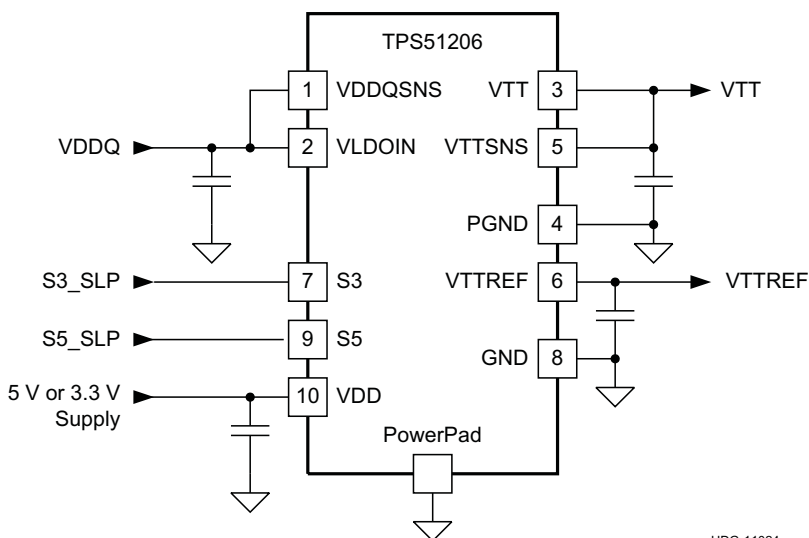 TPS51206
1 VDDQSNS VTT 3 VTT
VDDQ 2 VLDOIN VTTSNS 5
PGND 4
S3_SLP 7 S3 VTTREF 6 VTTREF
S5_SLP 9 S5
GND 8
5 V or 3.3 V
Supply
10 VDD
PowerPad